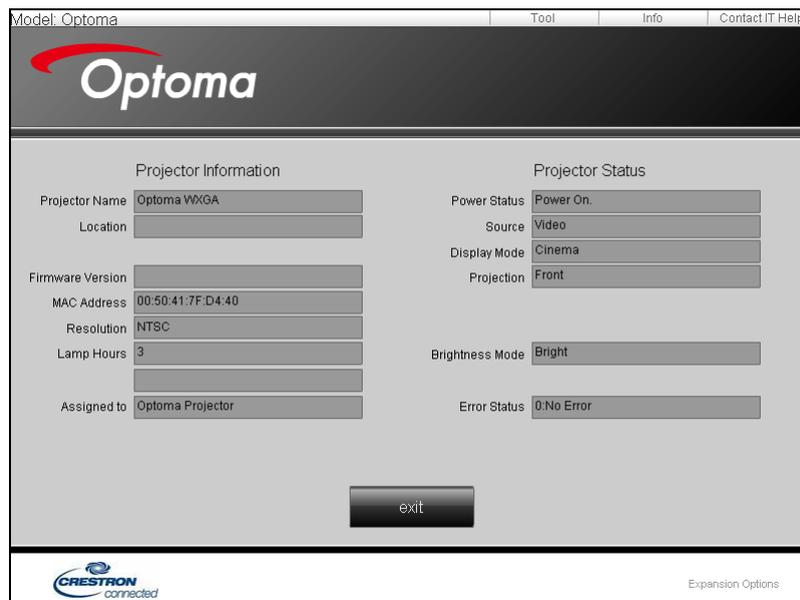 Model: Optoma
Tool
Info
Contact IT Help
Optoma
Projector Information
Projector Name Optoma WXGA
Location
Firmware Version
MAC Address 00:50:41:7F:D4:40
Resolution NTSC
Lamp Hours 3
Assigned to Optoma Projector
Projector Status
Power Status Power On.
Source Video
Display Mode Cinema
Projection Front
Brightness Mode Bright
Error Status 0:No Error
exit
CRESTRON
connected
Expansion Options